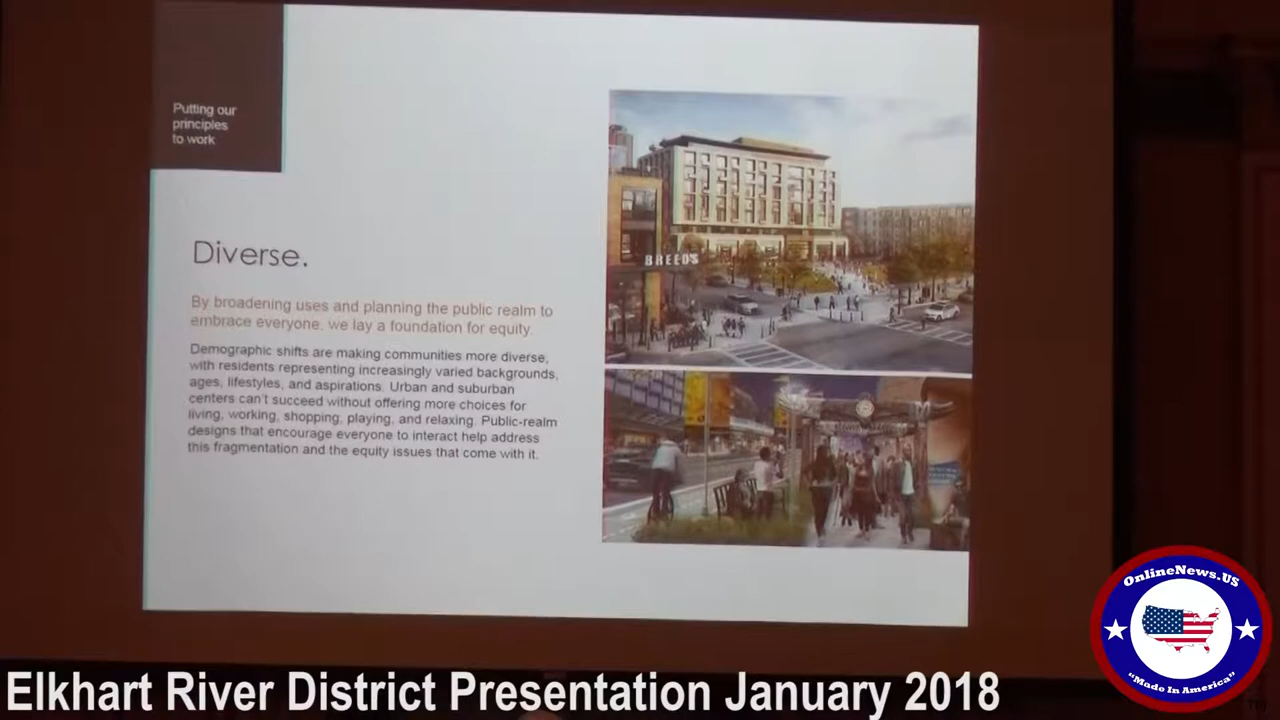 Putting our
principles
to work
Diverse.
By broadening uses and planning the public realm to
embrace everyone, we lay a foundation for equity.
Demographic shifts are making communities more diverse,
with residents representing increasingly varied backgrounds,
ages, lifestyles, and aspirations. Urban and suburban
centers can't succeed without offering more choices for
living, working, shopping, playing, and relaxing. Public-realm
designs that encourage everyone to interact help address
this fragmentation and the equity issues that come with it.
BREED'S
OnlineNews.US
"Made In America"
TM
Elkhart River District Presentation January 2018